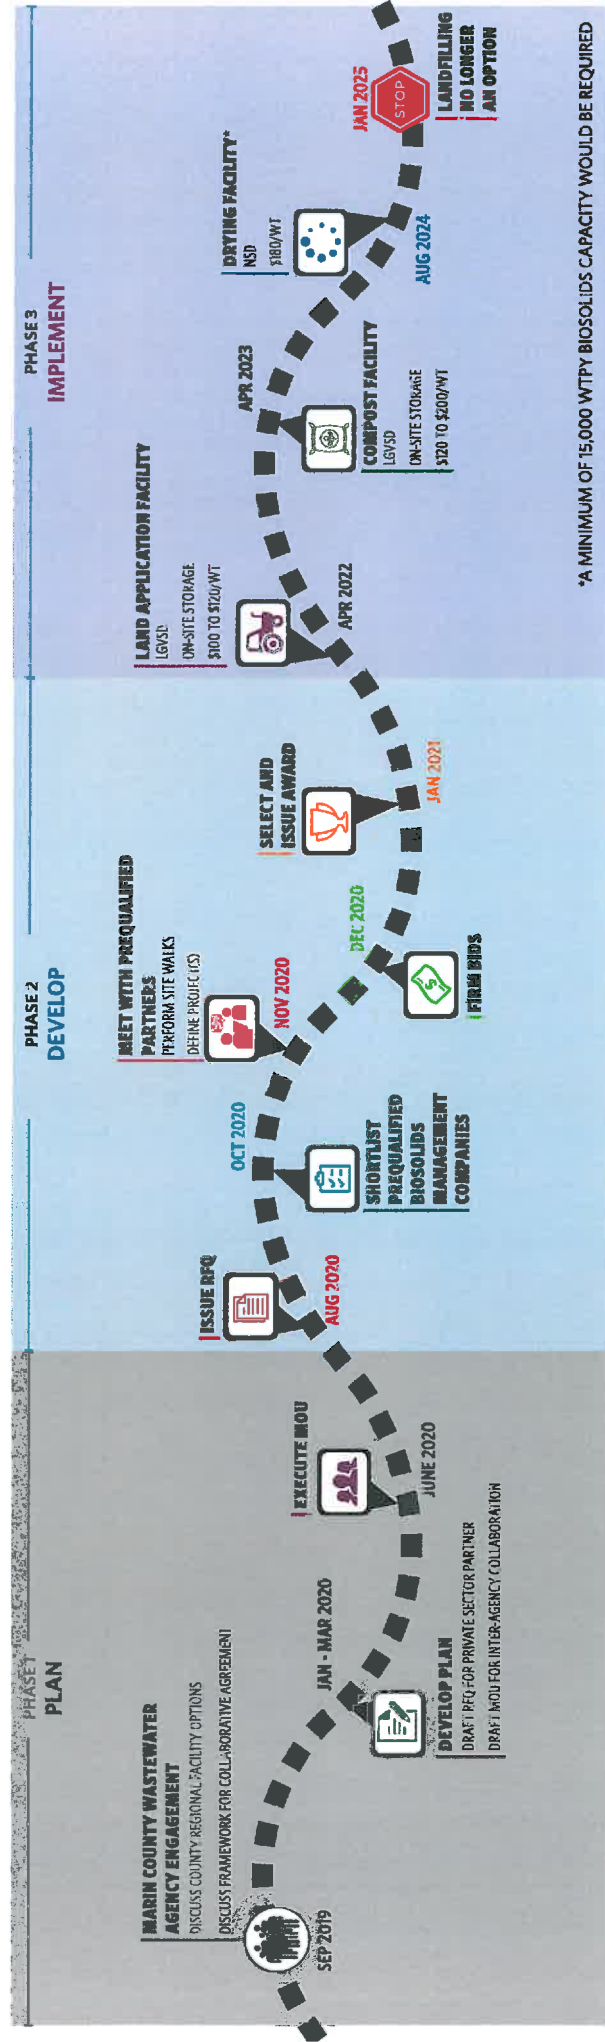 PHASE 1
PLAN
MARIN COUNTY WASTEWATER
AGENCY ENGAGEMENT
DISCUSS COUNTY REGIONAL FACILITY OPTIONS
DISCUSS FRAMEWORK FOR COLLABORATIVE AGREEMENT
SEP 2019
JAN - MAR 2020
DEVELOP PLAN
DRAFT RFQ FOR PRIVATE SECTOR PARTNER
DRAFT MOU FOR INTER-AGENCY COLLABORATION
EXECUTE MOU
JUNE 2020
PHASE 2
DEVELOP
ISSUE RFQ
AUG 2020
OCT 2020
SHORTLIST
PREQUALIFIED
BIOSOLIDS
MANAGEMENT
COMPANIES
MEET WITH PREQUALIFIED
PARTNERS
PERFORM SITE WALKS
DEFINE PROJECT(S)
NOV 2020
DEC 2020
$
FIRM BIDS
SELECT AND
ISSUE AWARD
JAN 2021
PHASE 3
IMPLEMENT
LAND APPLICATION FACILITY
LGVSD
ON-SITE STORAGE
$100 TO $120/WT
APR 2022
APR 2023
COMPOST FACILITY
LGVSD
ON-SITE STORAGE
$120 TO $200/WT
DRYING FACILITY*
NSD
$180/WT
AUG 2024
JAN 2025
STOP
LANDFILLING
NO LONGER
AN OPTION
*A MINIMUM OF 15,000 WTPY BIOSOLIDS CAPACITY WOULD BE REQUIRED